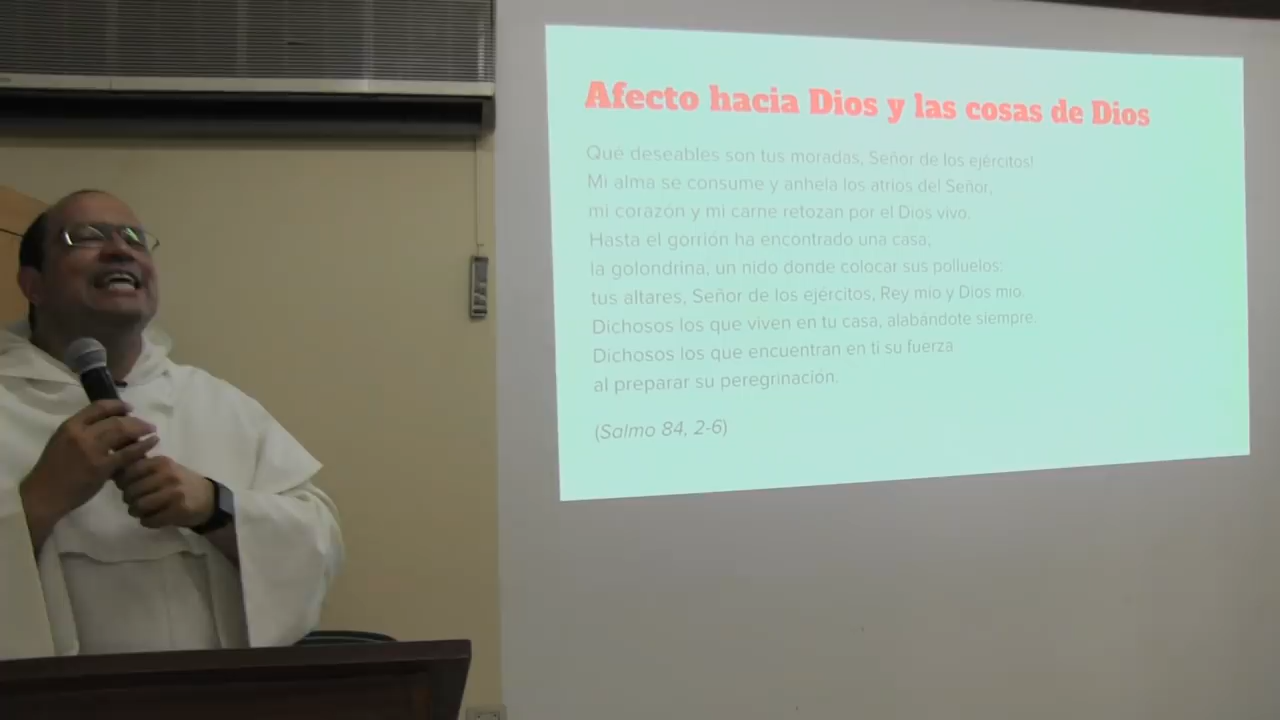 Afecto hacia Dios y las cosas de Dios
Qué deseables son tus moradas, Señor de los ejércitos!
Mi alma se consume y anhela los atrios del Señor,
mi corazón y mi carne retozan por el Dios vivo.
Hasta el gorrión ha encontrado una casa;
la golondrina, un nido donde colocar sus polluelos:
tus altares, Señor de los ejércitos, Rey mío y Dios mío.
Dichosos los que viven en tu casa, alabándote siempre.
Dichosos los que encuentran en ti su fuerza
al preparar su peregrinación.
(Salmo 84, 2-6)